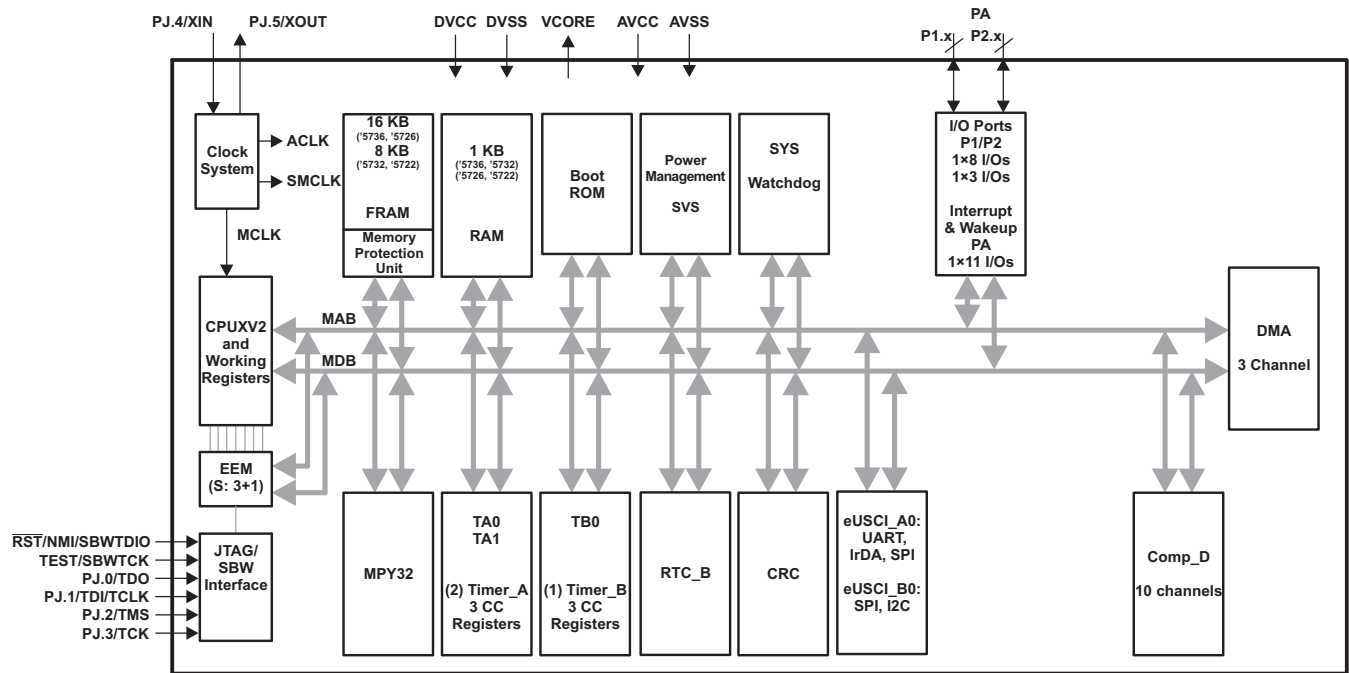 PJ.4/XIN
PJ.5/XOUT
DVCC
DVSS
VCORE
AVCC
AVSS
PA
P1.x
P2.x
Clock
System
ACLK
SMCLK
MCLK
16 KB
('5736, '5726)
8 KB
('5732, '5722)
FRAM
Memory
Protection
Unit
1 KB
('5736, '5732)
('5726, '5722)
RAM
Boot
ROM
Power
Management
SVS
SYS
Watchdog
I/O Ports
P1/P2
1×8 I/Os
1×3 I/Os
Interrupt
& Wakeup
PA
1×11 I/Os
CPUXV2
and
Working
Registers
MAB
MDB
DMA
3 Channel
EEM
(S: 3+1)
RST/NMI/SBWTDIO
TEST/SBWTCK
PJ.0/TDO
PJ.1/TDI/TCLK
PJ.2/TMS
PJ.3/TCK
JTAG/
SBW
Interface
MPY32
TA0
TA1
(2) Timer_A
3 CC
Registers
TB0
(1) Timer_B
3 CC
Registers
RTC_B
CRC
eUSCI_A0:
UART,
IrDA, SPI
eUSCI_B0:
SPI, I2C
Comp_D
10 channels